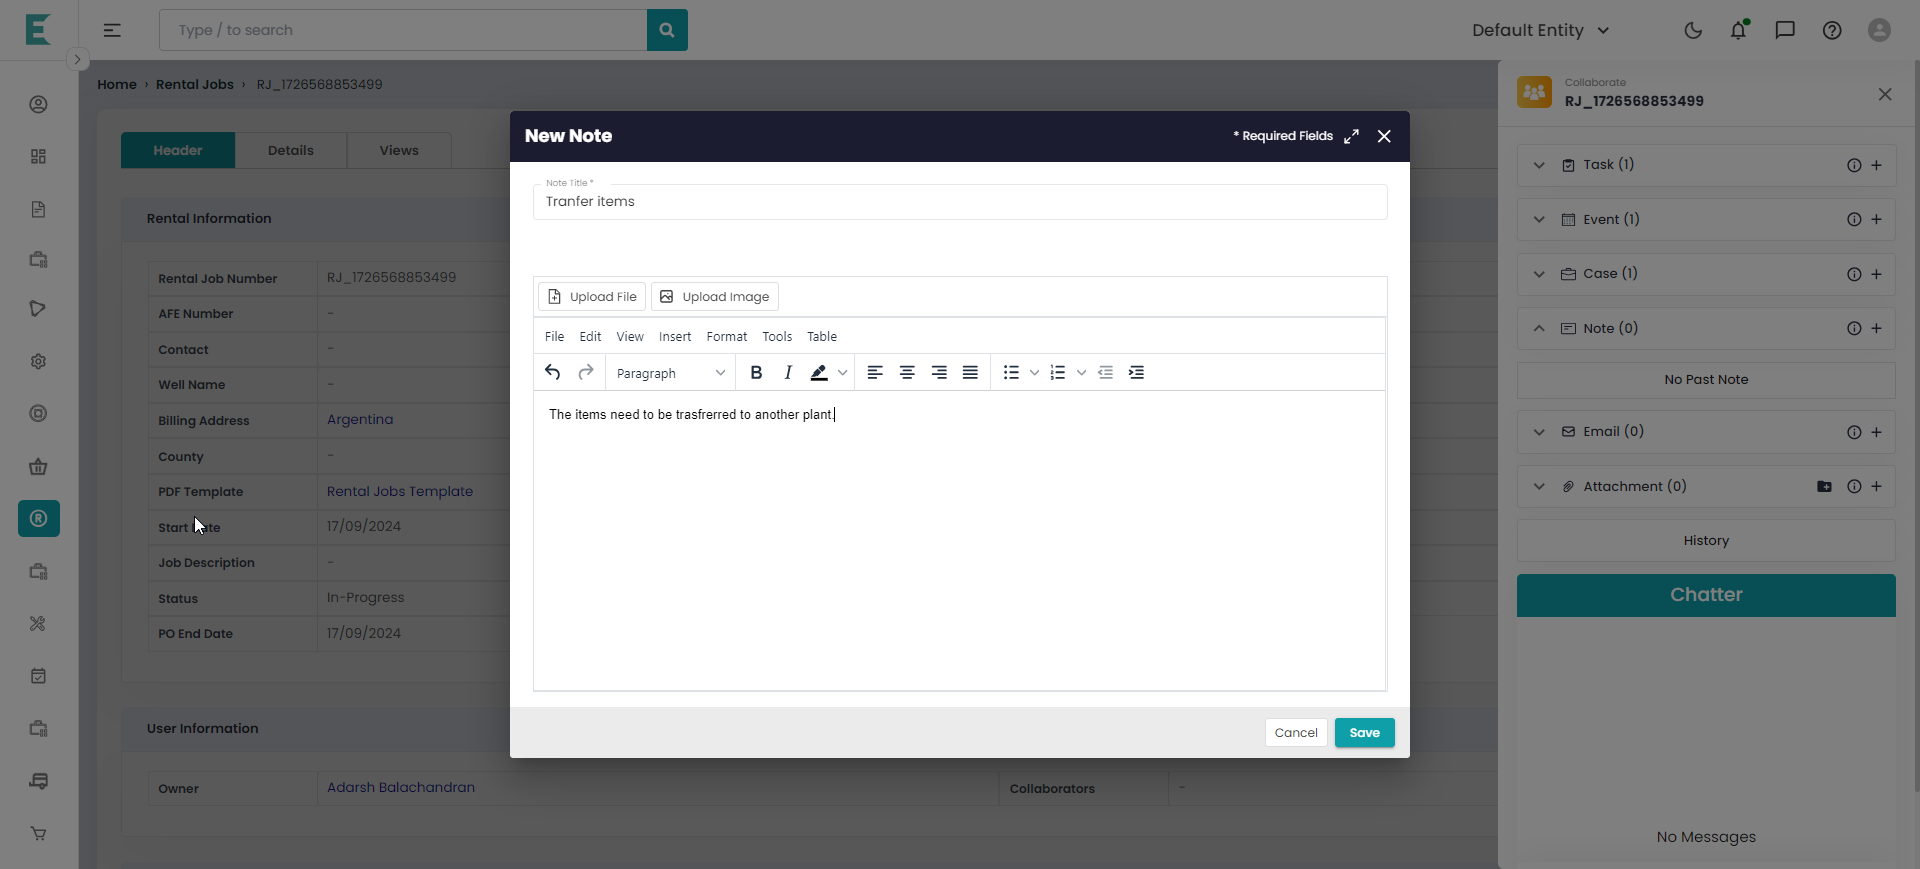 Type / to search
Default Entity
Home › Rental Jobs › RJ_1726568853499
Header
Details
Views
Rental Information
Rental Job Number RJ_1726568853499
AFE Number -
Contact -
Well Name -
Billing Address Argentina
County -
PDF Template Rental Jobs Template
Start Date 17/09/2024
Job Description -
Status In-Progress
PO End Date 17/09/2024
User Information
Owner Adarsh Balachandran
Collaborators -
New Note
* Required Fields
Note Title *
Tranfer items
Upload File
Upload Image
File Edit View Insert Format Tools Table
Paragraph
B I
The items need to be trasfrerred to another plant.
Cancel
Save
Collaborate
RJ_1726568853499
Task (1)
Event (1)
Case (1)
Note (0)
No Past Note
Email (0)
Attachment (0)
History
Chatter
No Messages